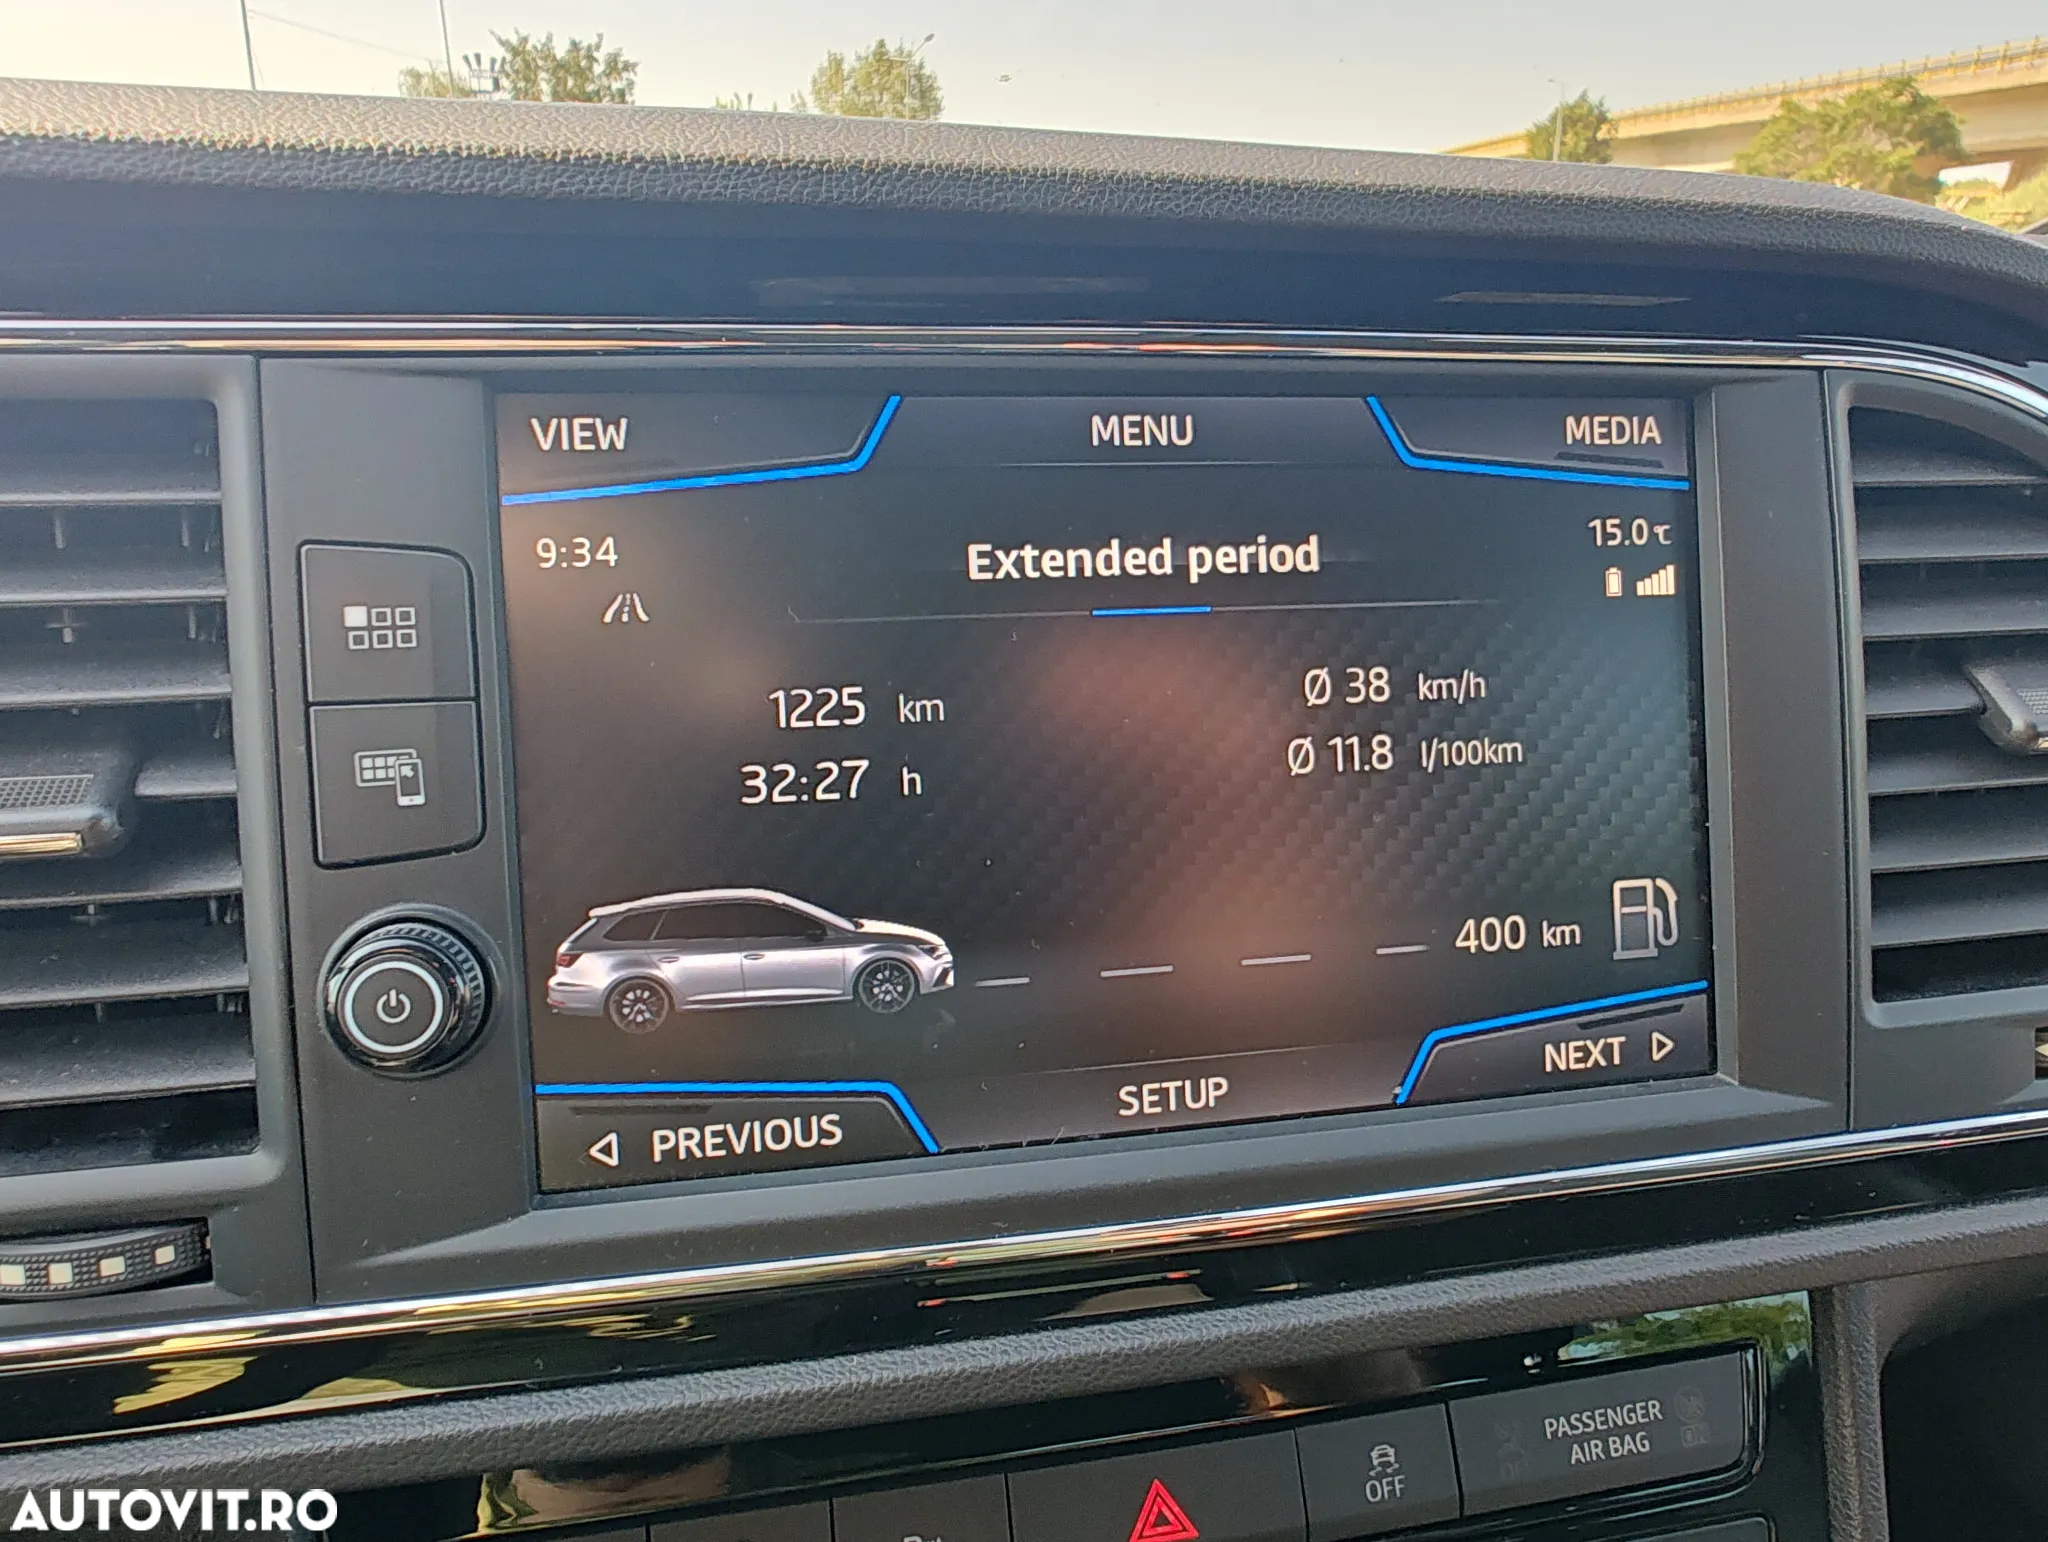 VIEW MENU MEDIA
9:34 Extended period 15.0 °C
1225 km Ø 38 km/h
32:27 h Ø 11.8 l/100km
400 km
PREVIOUS SETUP NEXT
PASSENGER
AIR BAG
OFF
AUTOVIT.RO